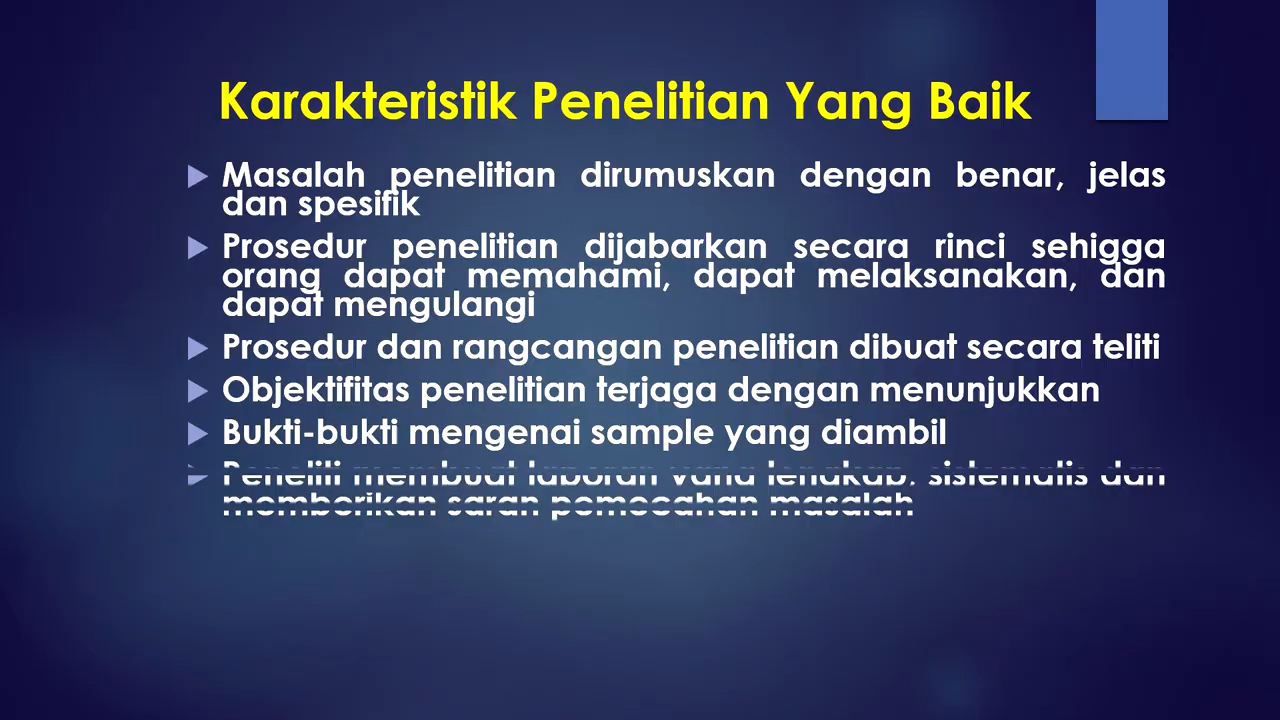 Karakteristik Penelitian Yang Baik
Masalah penelitian dirumuskan dengan benar, jelas
dan spesifik
Prosedur penelitian dijabarkan secara rinci sehigga
orang dapat memahami, dapat melaksanakan, dan
dapat mengulangi
Prosedur dan rangcangan penelitian dibuat secara teliti
Objektifitas penelitian terjaga dengan menunjukkan
Bukti-bukti mengenai sample yang diambil
Peneliti membuat laporan yang lengkap, sistematis dan
memberikan saran pemecahan masalah